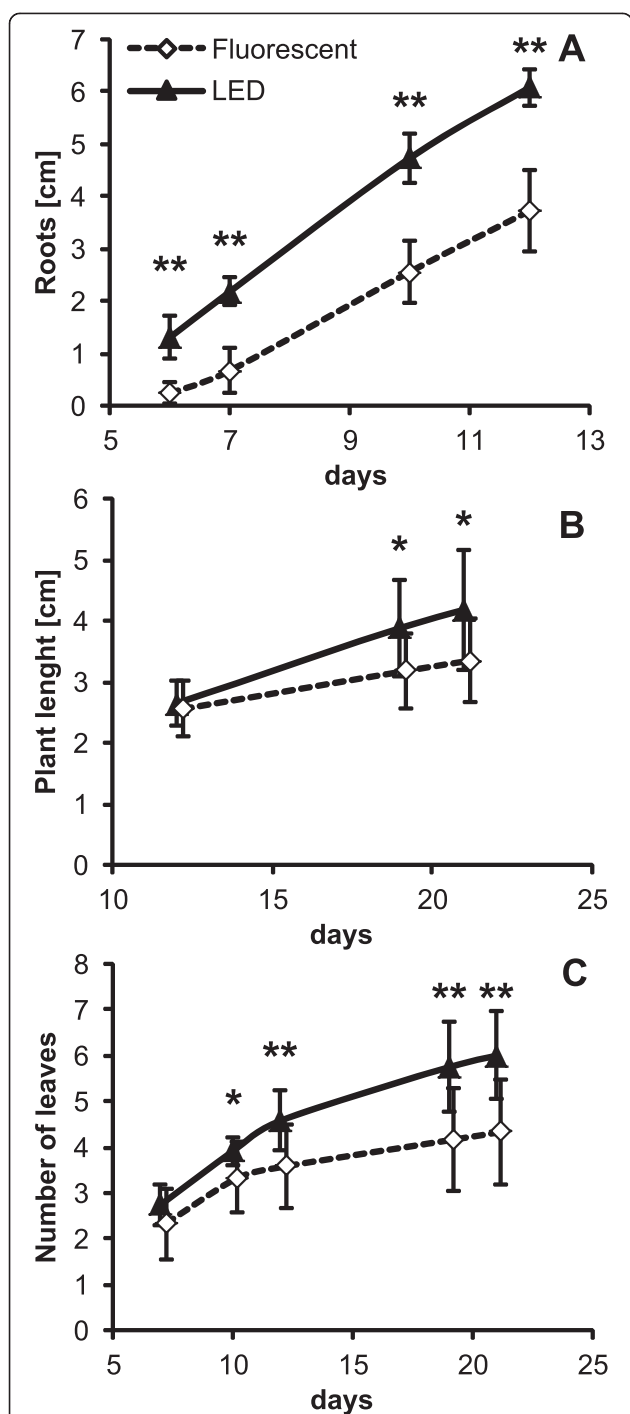 7
Fluorescent
A
**
LED
6
**
5
Roots [cm]
4
**
**
3
2
1
0
5 7 9 11 13
days
6
B
*
5
*
4
Plant lenght [cm]
3
2
1
0
10 15 20 25
days
8
C
** **
7
**
6
*
5
Number of leaves
4
3
2
1
0
5 10 15 20 25
days